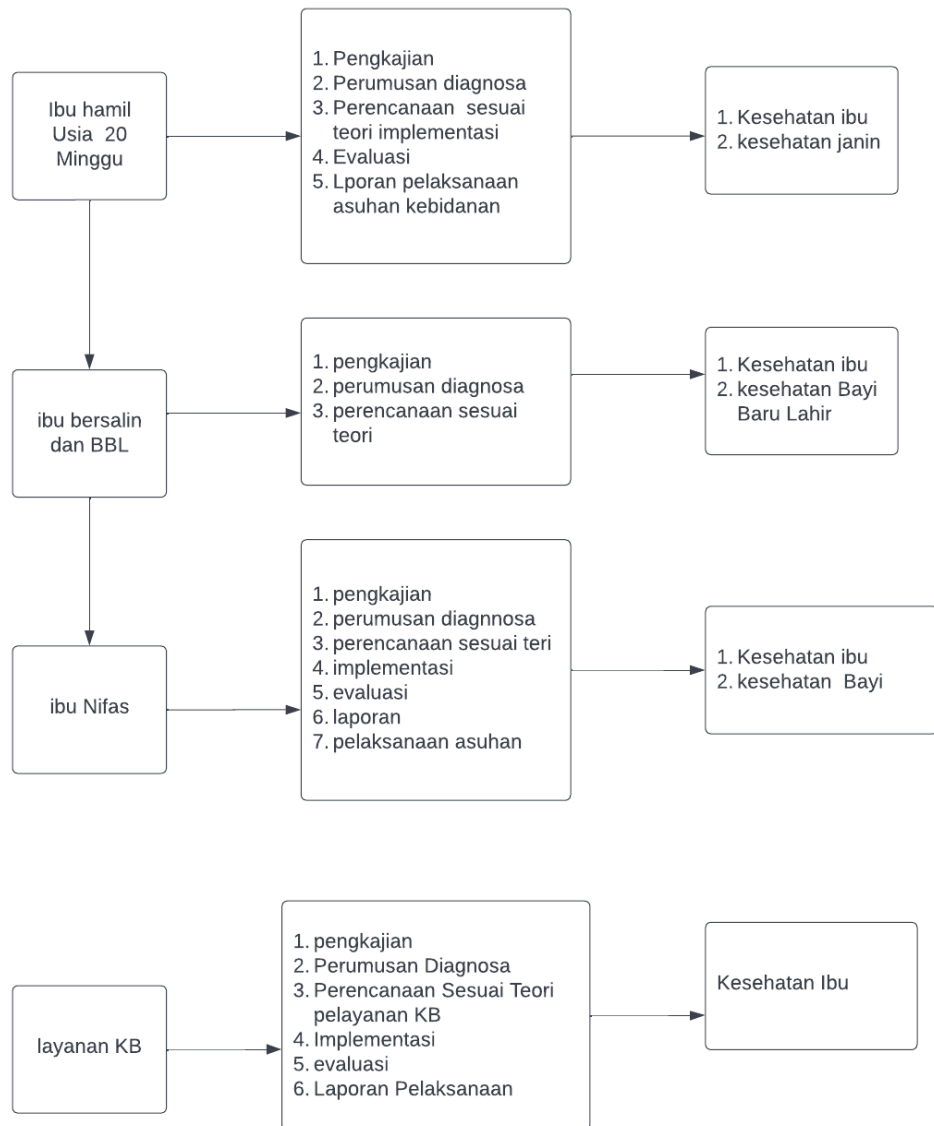 Ibu hamil
Usia 20
Minggu
1. Pengkajian
2. Perumusan diagnosa
3. Perencanaan sesuai
teori implementasi
4. Evaluasi
5. Lporan pelaksanaan
asuhan kebidanan
1. Kesehatan ibu
2. kesehatan janin
ibu bersalin
dan BBL
1. pengkajian
2. perumusan diagnosa
3. perencanaan sesuai
teori
1. Kesehatan ibu
2. kesehatan Bayi
Baru Lahir
ibu Nifas
1. pengkajian
2. perumusan diagnnosa
3. perencanaan sesuai teri
4. implementasi
5. evaluasi
6. laporan
7. pelaksanaan asuhan
1. Kesehatan ibu
2. kesehatan Bayi
layanan KB
1. pengkajian
2. Perumusan Diagnosa
3. Perencanaan Sesuai Teori
pelayanan KB
4. Implementasi
5. evaluasi
6. Laporan Pelaksanaan
Kesehatan Ibu